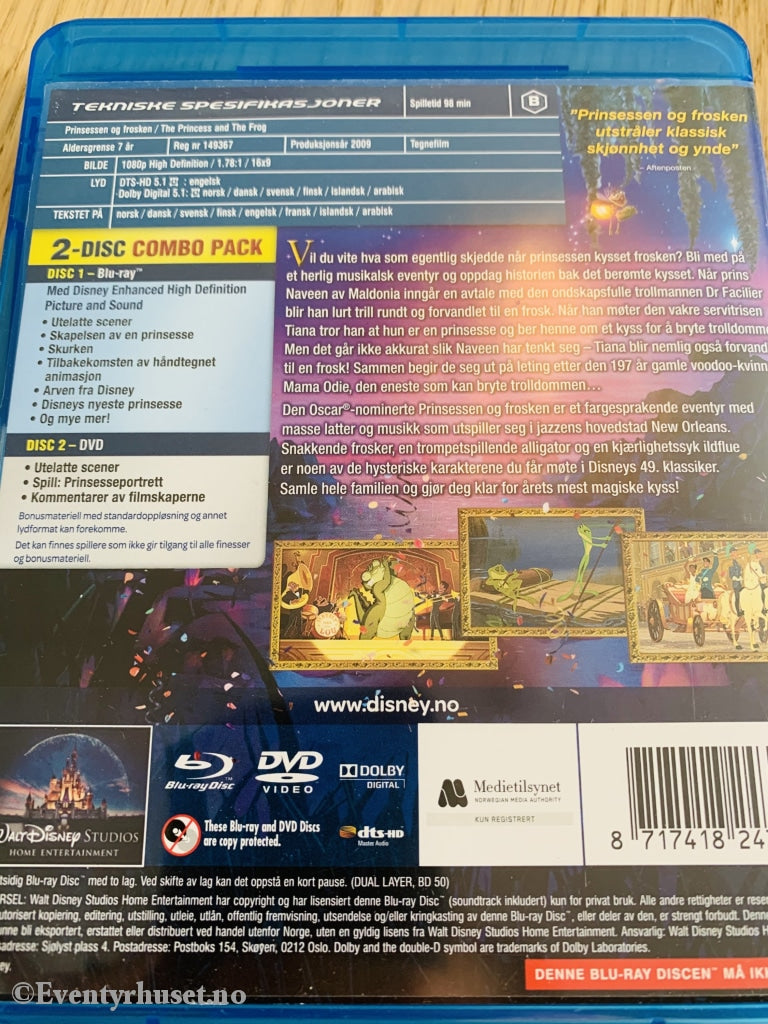 TEKNISKE SPESIFIKASJONER
Spilletid 98 min
B
Prinsessen og frosken / The Princess and The Frog
Aldersgrense 7 år
Reg nr 149367
Produksjonsår 2009
Tegnefilm
BILDE
1080p High Definition / 1.78:1 / 16x9
LYD
DTS-HD 5.1 : engelsk
Dolby Digital 5.1: norsk / dansk / svensk / finsk / islandsk / arabisk
TEKSTET PÅ
norsk / dansk / svensk / finsk / engelsk / fransk / islandsk / arabisk
"Prinsessen og frosken
utstråler klassisk
skjønnhet og ynde"
– Aftenposten
2-DISC COMBO PACK
DISC 1 – Blu-ray™
Med Disney Enhanced High Definition
Picture and Sound
• Utelatte scener
• Skapelsen av en prinsesse
• Skurken
• Tilbakekomsten av håndtegnet
animasjon
• Arven fra Disney
• Disneys nyeste prinsesse
• Og mye mer!
DISC 2 – DVD
• Utelatte scener
• Spill: Prinsesseportrett
• Kommentarer av filmskaperne
Bonusmateriell med standardoppløsning og annet
lydformat kan forekomme.
Det kan finnes spillere som ikke gir tilgang til alle finesser
og bonusmateriell.
Vil du vite hva som egentlig skjedde når prinsessen kysset frosken? Bli med på
et herlig musikalsk eventyr og oppdag historien bak det berømte kysset. Når prins
Naveen av Maldonia inngår en avtale med den ondskapsfulle trollmannen Dr Facilier
blir han lurt trill rundt og forvandlet til en frosk. Når han møter den vakre servitrisen
Tiana tror han at hun er en prinsesse og ber henne om et kyss for å bryte trolldomme
Men det går ikke akkurat slik Naveen har tenkt seg – Tiana blir nemlig også forvand
til en frosk! Sammen begir de seg ut på leting etter den 197 år gamle voodoo-kvinn
Mama Odie, den eneste som kan bryte trolldommen…
Den Oscar®-nominerte Prinsessen og frosken er et fargesprakende eventyr med
masse latter og musikk som utspiller seg i jazzens hovedstad New Orleans.
Snakkende frosker, en trompetspillende alligator og en kjærlighetssyk ildflue
er noen av de hysteriske karakterene du får møte i Disneys 49. klassiker.
Samle hele familien og gjør deg klar for årets mest magiske kyss!
www.disney.no
WALT DISNEY STUDIOS
HOME ENTERTAINMENT
Blu-ray Disc™
DVD
VIDEO
DOLBY
DIGITAL
These Blu-ray and DVD Discs
are copy protected.
dts-HD
Master Audio
Medietilsynet
NORWEGIAN MEDIA AUTHORITY
KUN REGISTRERT
8 717418 24
tsidig Blu-ray Disc™ med to lag. Ved skifte av lag kan det oppstå en kort pause. (DUAL LAYER, BD 50)
RSEL: Walt Disney Studios Home Entertainment har copyright og har lisensiert denne Blu-ray Disc™ (soundtrack inkludert) kun for privat bruk. Alle andre rettigheter er reser
utorisert kopiering, editering, utstilling, utleie, utlån, offentlig fremvisning, utsendelse og/eller kringkasting av denne Blu-ray Disc™, eller deler av den, er strengt forbudt. Denne
nne bli eksportert, erstattet eller distribuert ved handel utenfor Norge, uten en gyldig lisens fra Walt Disney Studios Home Entertainment. Ansvarlig: Walt Disney Studios H
sadresse: Sjølyst plass 4. Postadresse: Postboks 154, Skøyen, 0212 Oslo. Dolby and the double-D symbol are trademarks of Dolby Laboratories.
ey.
DENNE BLU-RAY DISCEN™ MÅ IKK
©Eventyrhuset.no